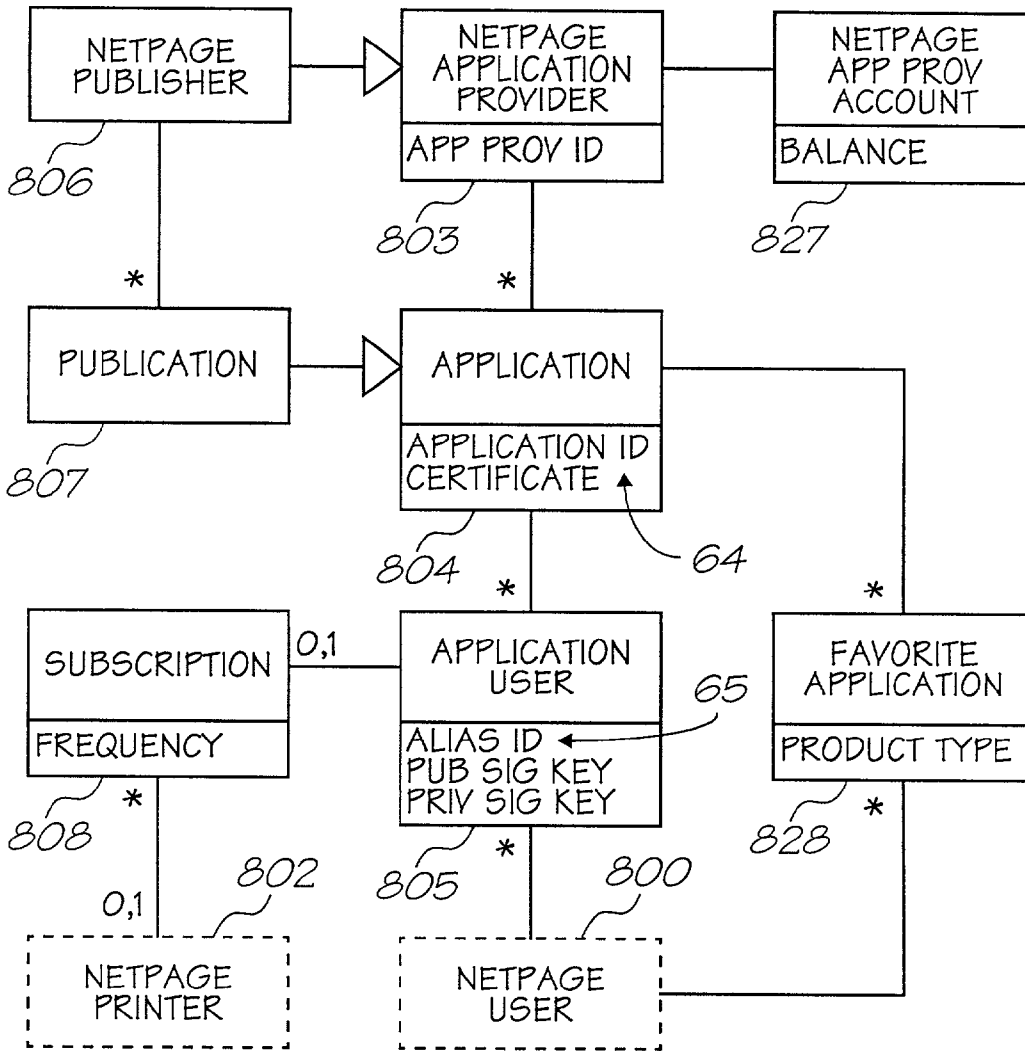 NETPAGE
PUBLISHER
806
NETPAGE
APPLICATION
PROVIDER
APP PROV ID
803
NETPAGE
APP PROV
ACCOUNT
BALANCE
827
*
*
PUBLICATION
807
APPLICATION
APPLICATION ID
CERTIFICATE
64
804
*
*
SUBSCRIPTION
FREQUENCY
808
0,1
APPLICATION
USER
65
ALIAS ID
PUB SIG KEY
PRIV SIG KEY
805
FAVORITE
APPLICATION
PRODUCT TYPE
828
*
*
*
0,1
802
800
NETPAGE
PRINTER
NETPAGE
USER